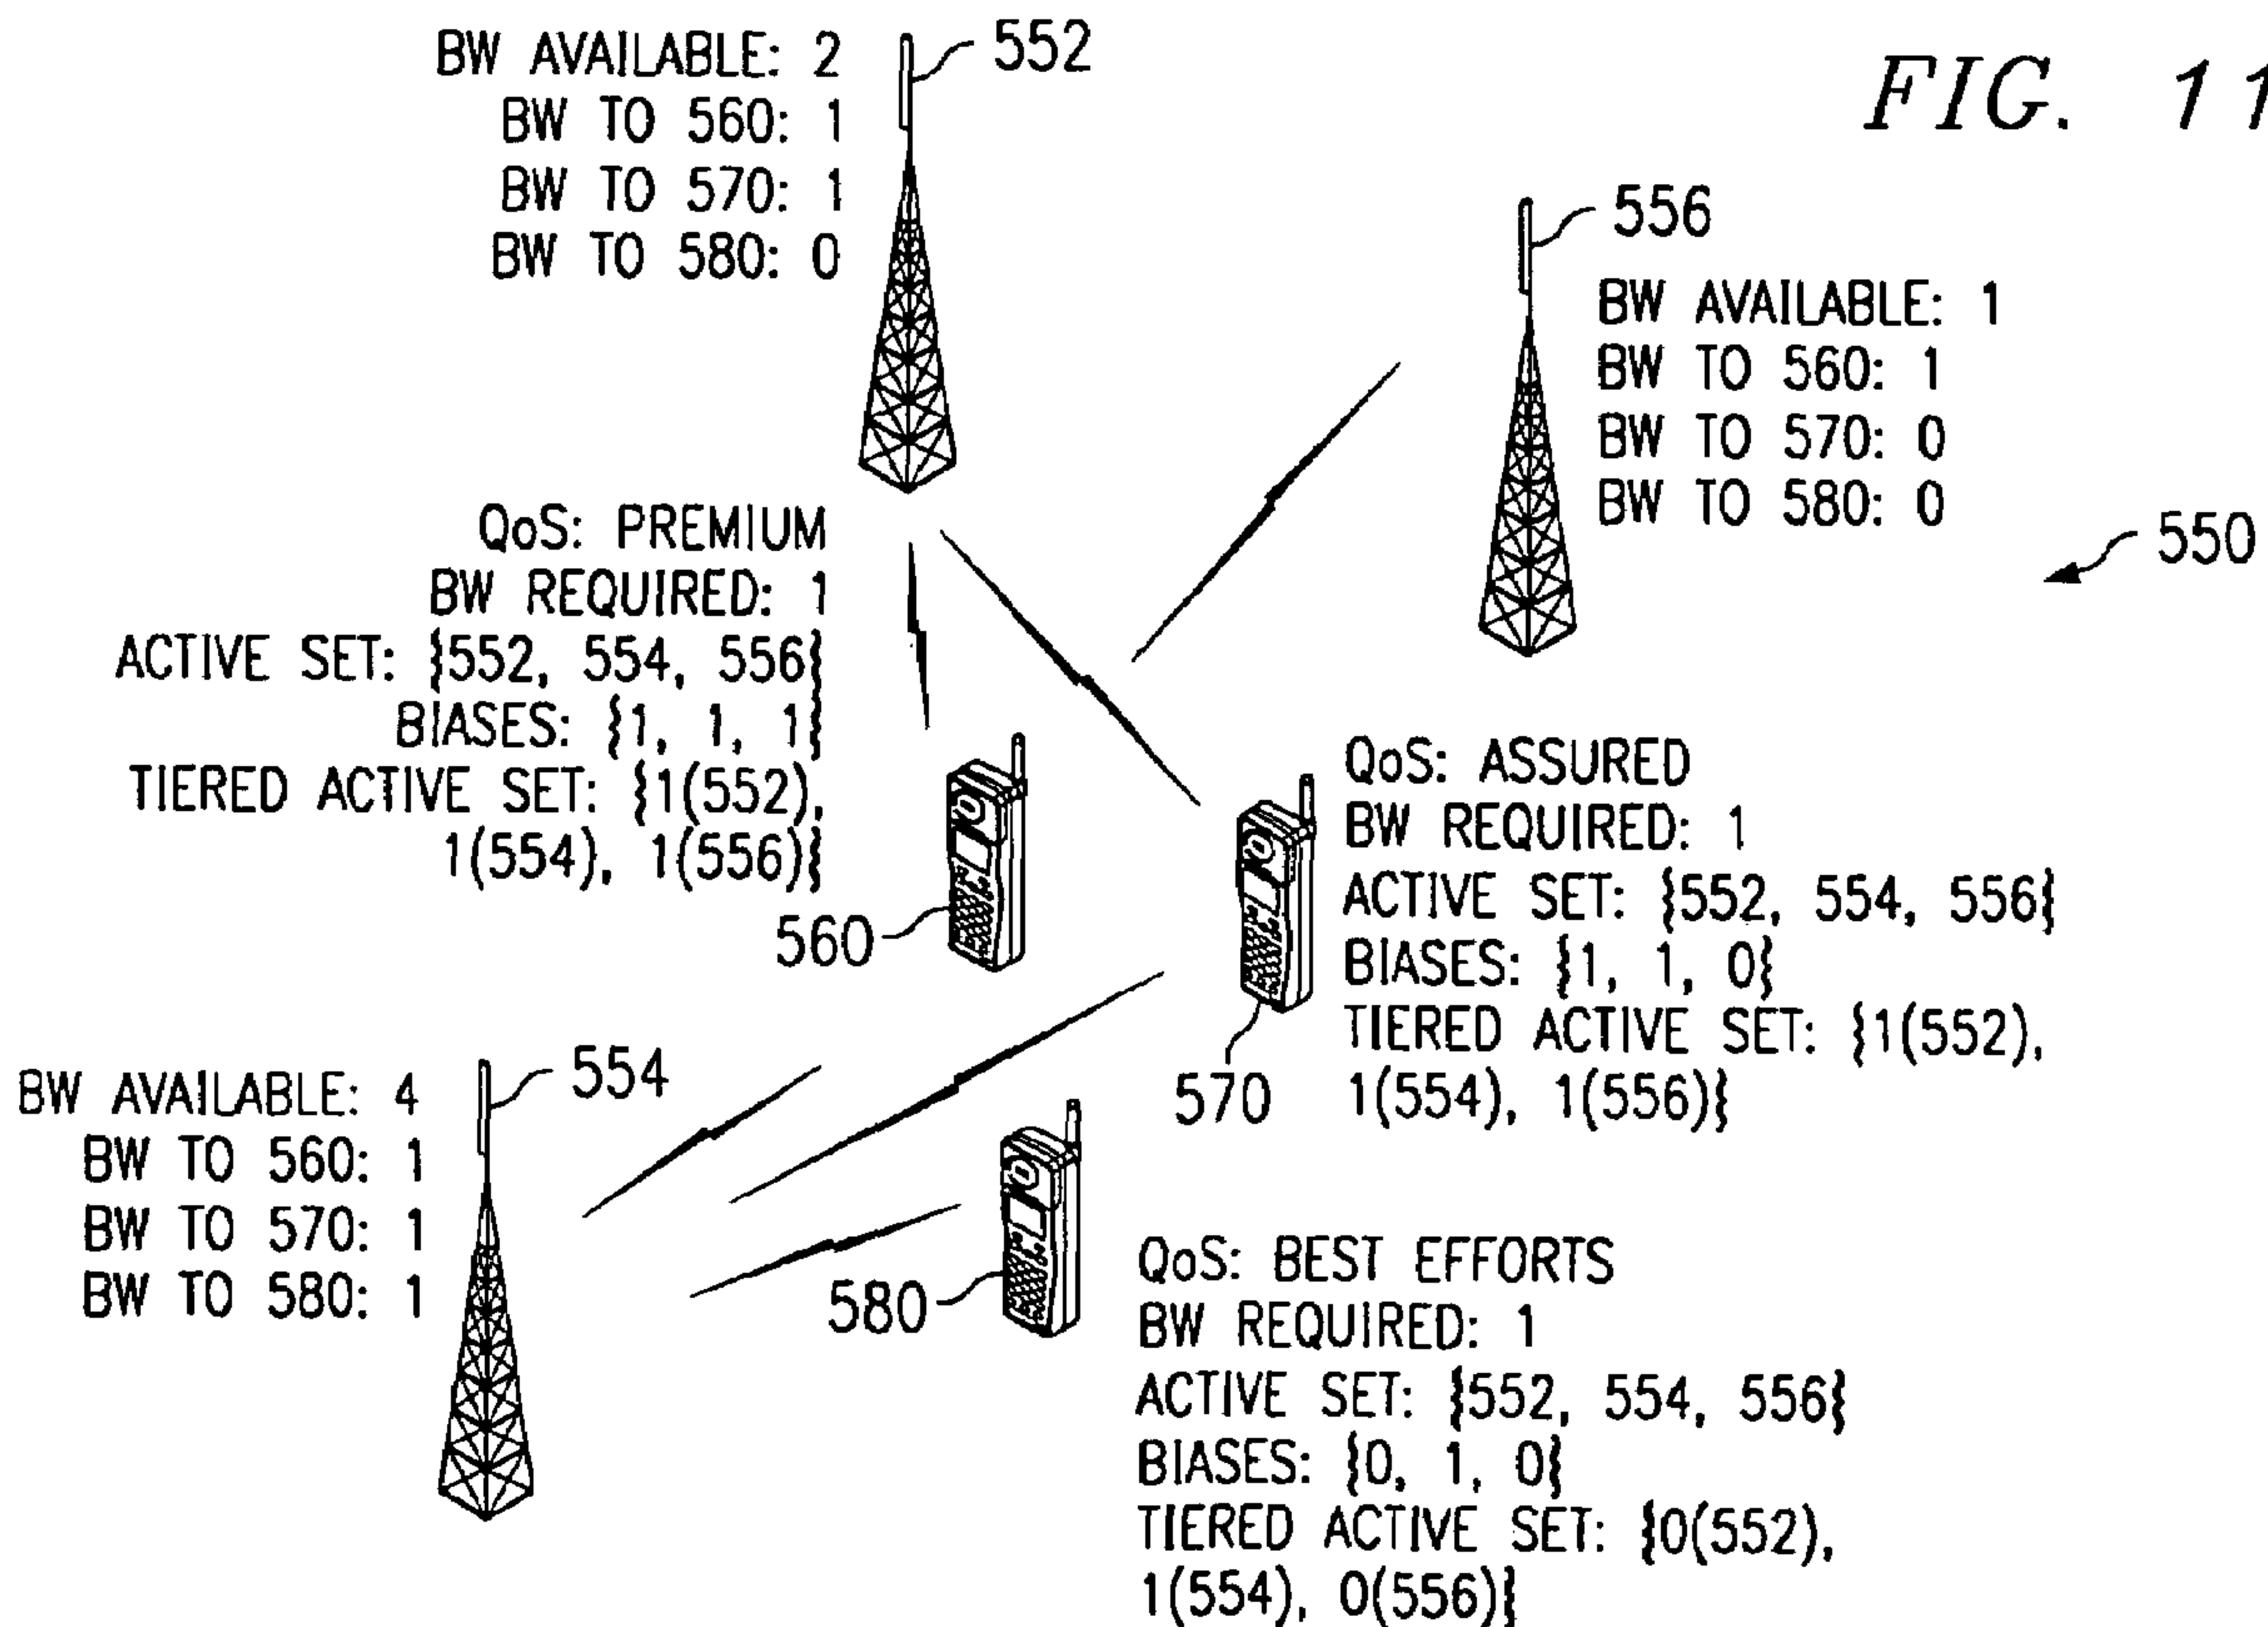 FIG. 11
BW AVAILABLE: 2
BW TO 560: 1
BW TO 570: 1
BW TO 580: 0
552
556
BW AVAILABLE: 1
BW TO 560: 1
BW TO 570: 0
BW TO 580: 0
550
QoS: PREMIUM
BW REQUIRED: 1
ACTIVE SET: {552, 554, 556}
BIASES: {1, 1, 1}
TIERED ACTIVE SET: {1(552),
1(554), 1(556)}
560
QoS: ASSURED
BW REQUIRED: 1
ACTIVE SET: {552, 554, 556}
BIASES: {1, 1, 0}
TIERED ACTIVE SET: {1(552),
1(554), 1(556)}
570
BW AVAILABLE: 4
BW TO 560: 1
BW TO 570: 1
BW TO 580: 1
554
580
QoS: BEST EFFORTS
BW REQUIRED: 1
ACTIVE SET: {552, 554, 556}
BIASES: {0, 1, 0}
TIERED ACTIVE SET: {0(552),
1(554), 0(556)}